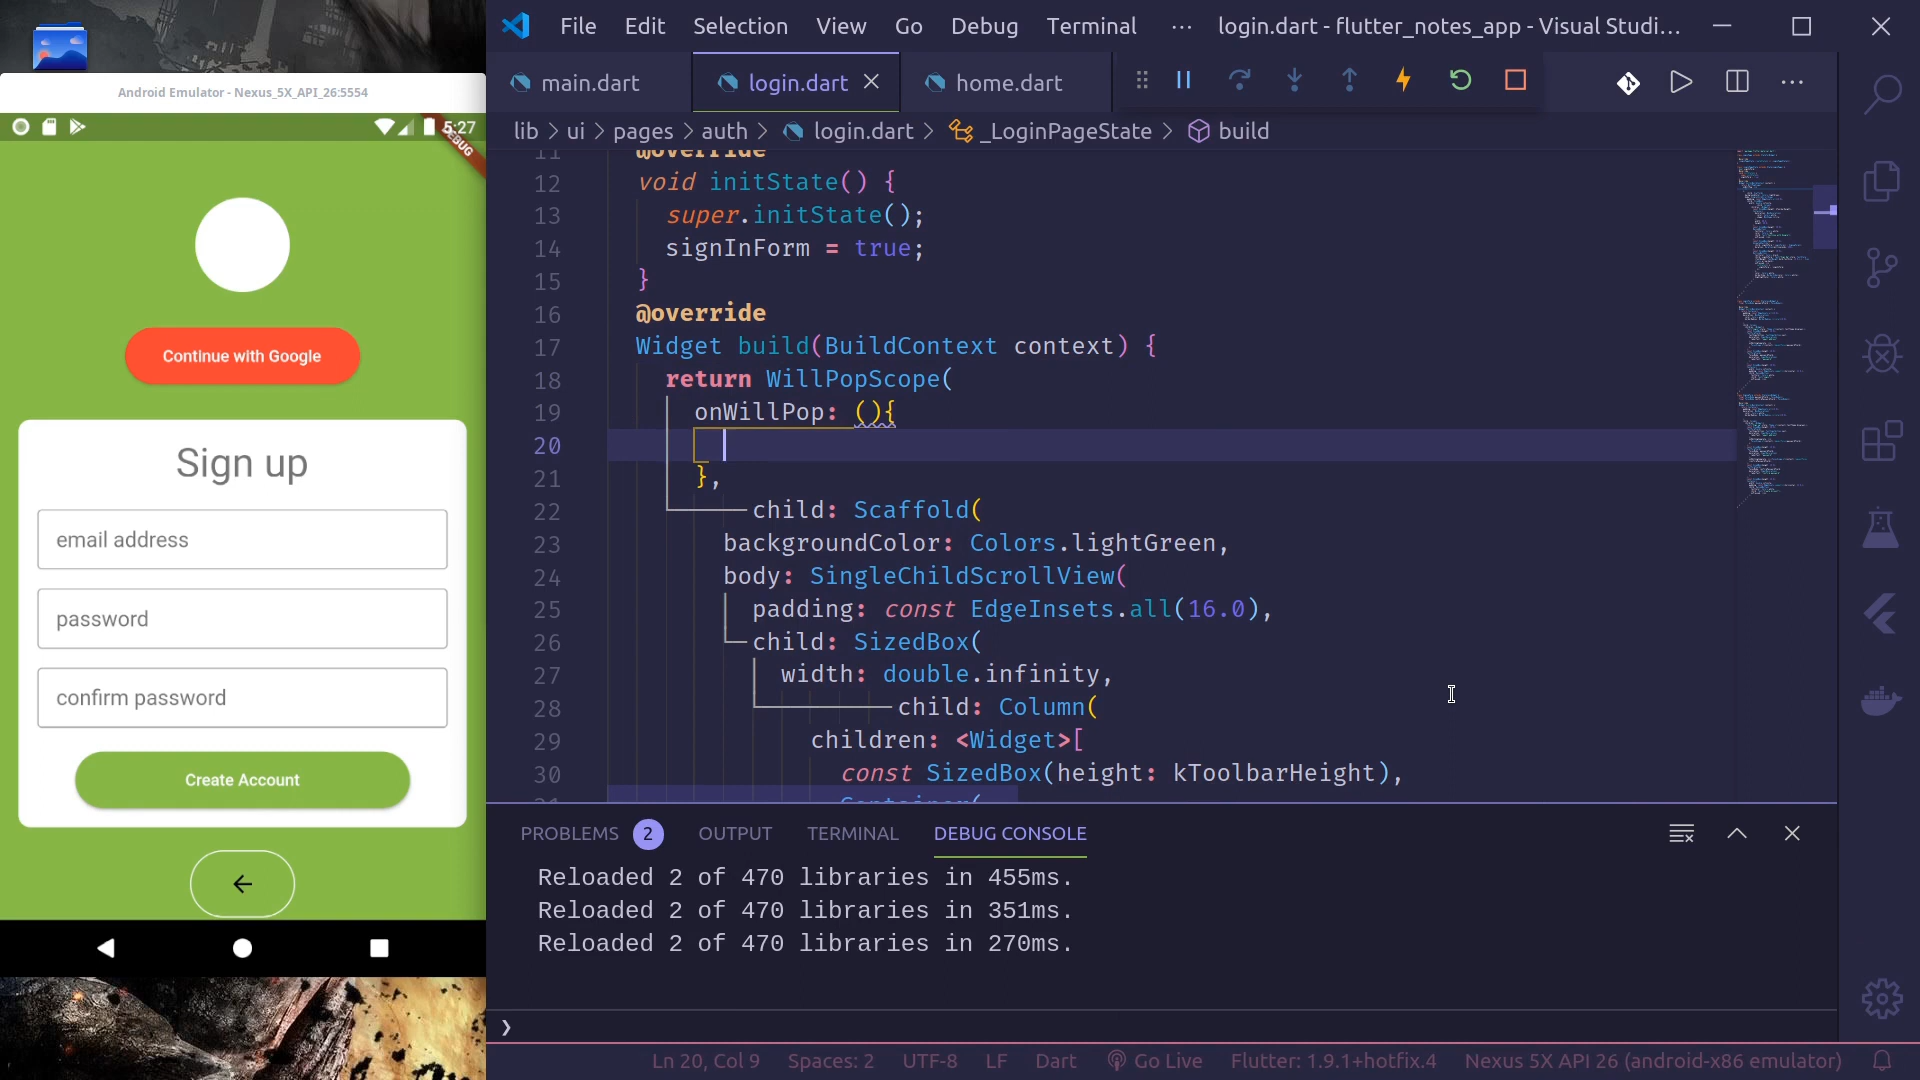 File Edit Selection View Go Debug Terminal ··· login.dart - flutter_notes_app - Visual Studi...
Android Emulator - Nexus_5X_API_26:5554
main.dart login.dart home.dart
5:27
DEBUG
lib > ui > pages > auth > login.dart > _LoginPageState > build
11 @override
12 void initState() {
13 super.initState();
14 signInForm = true;
15 }
16 @override
17 Widget build(BuildContext context) {
18 return WillPopScope(
19 onWillPop: (){
20
21 },
22 child: Scaffold(
23 backgroundColor: Colors.lightGreen,
24 body: SingleChildScrollView(
25 padding: const EdgeInsets.all(16.0),
26 child: SizedBox(
27 width: double.infinity,
28 child: Column(
29 children: <Widget>[
30 const SizedBox(height: kToolbarHeight),
31 Container(
Continue with Google
Sign up
email address
password
confirm password
Create Account
PROBLEMS 2 OUTPUT TERMINAL DEBUG CONSOLE
Reloaded 2 of 470 libraries in 455ms.
Reloaded 2 of 470 libraries in 351ms.
Reloaded 2 of 470 libraries in 270ms.
Ln 20, Col 9 Spaces: 2 UTF-8 LF Dart Go Live Flutter: 1.9.1+hotfix.4 Nexus 5X API 26 (android-x86 emulator)